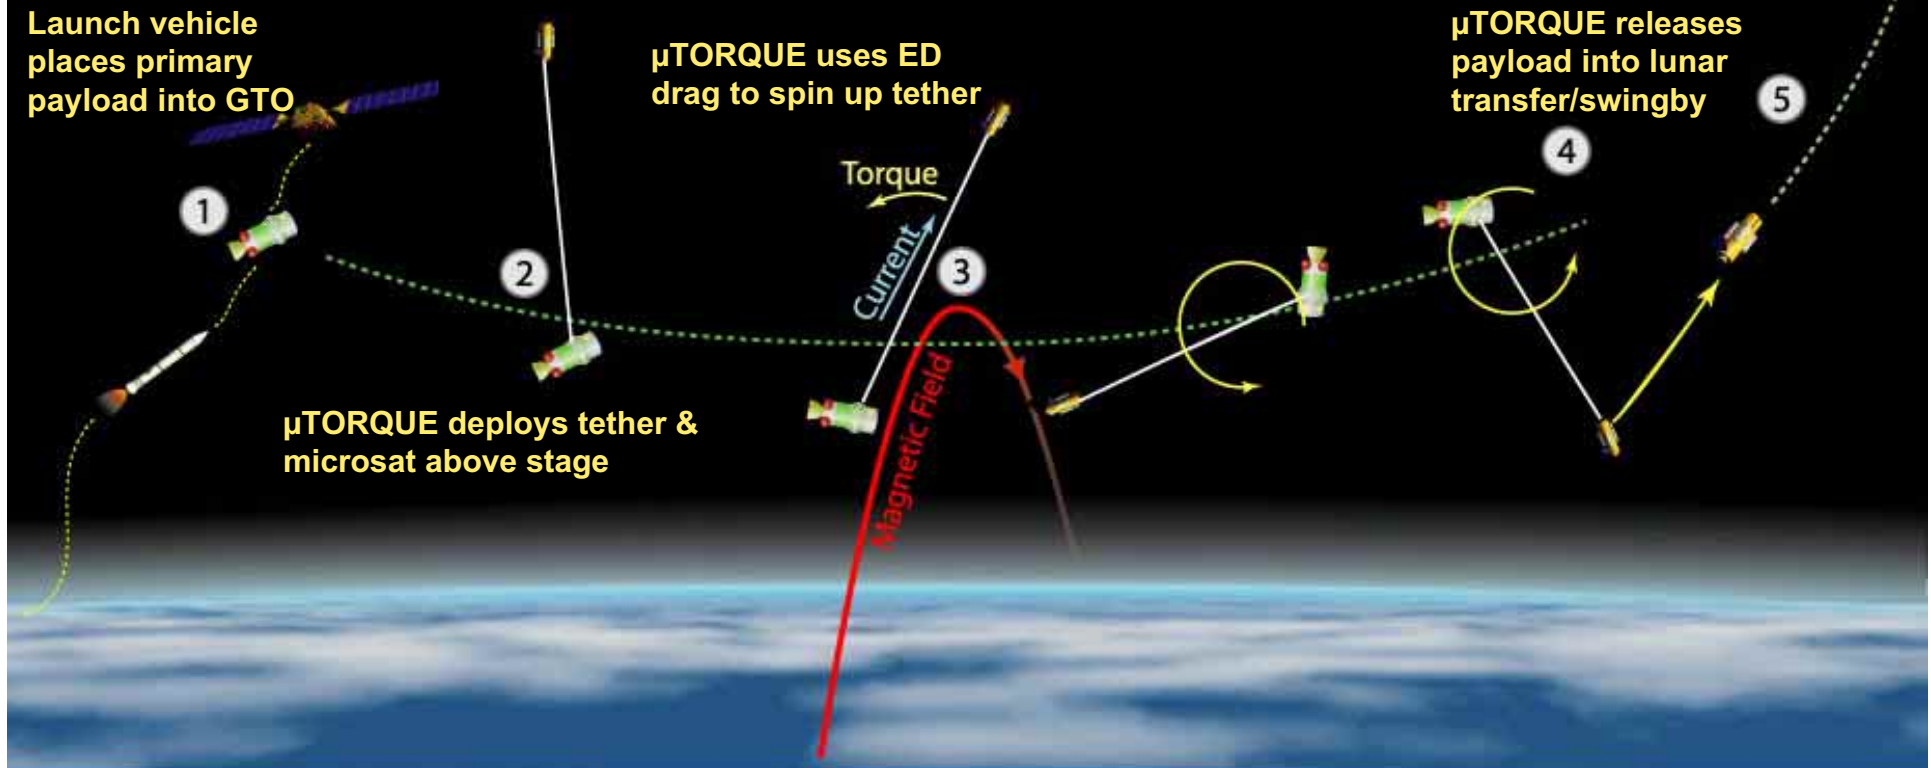 Launch vehicle
places primary
payload into GTO
1
2
µTORQUE deploys tether &
microsat above stage
µTORQUE uses ED
drag to spin up tether
Torque
Current
3
Magnetic Field
4
µTORQUE releases
payload into lunar
transfer/swingby
5